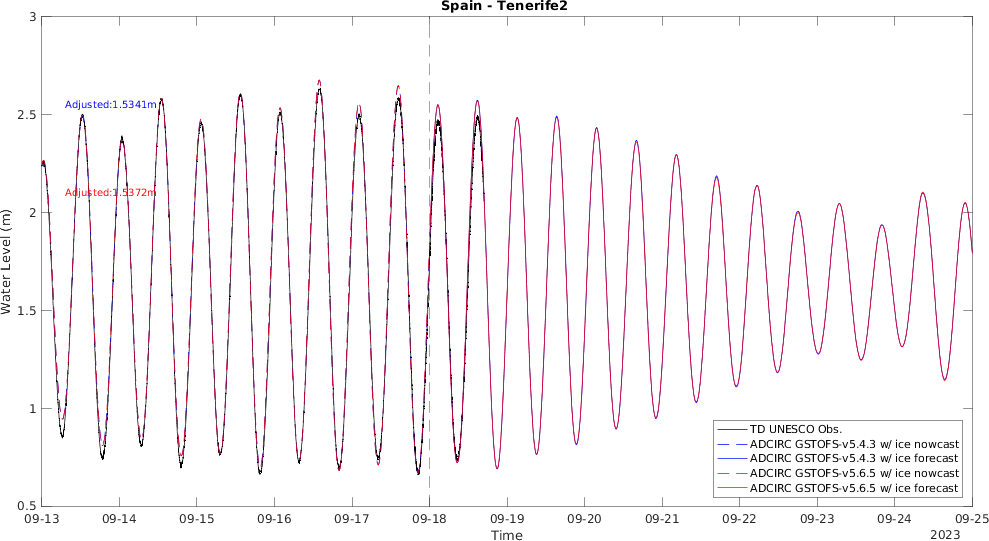 Spain - Tenerife2
3
2.5
2
1.5
1
0.5
Water Level (m)
Adjusted:1.5341m
Adjusted:1.5372m
TD UNESCO Obs.
ADCIRC GSTOFS-v5.4.3 w/ ice nowcast
ADCIRC GSTOFS-v5.4.3 w/ ice forecast
ADCIRC GSTOFS-v5.6.5 w/ ice nowcast
ADCIRC GSTOFS-v5.6.5 w/ ice forecast
09-13 09-14 09-15 09-16 09-17 09-18 09-19 09-20 09-21 09-22 09-23 09-24 09-25
Time
2023